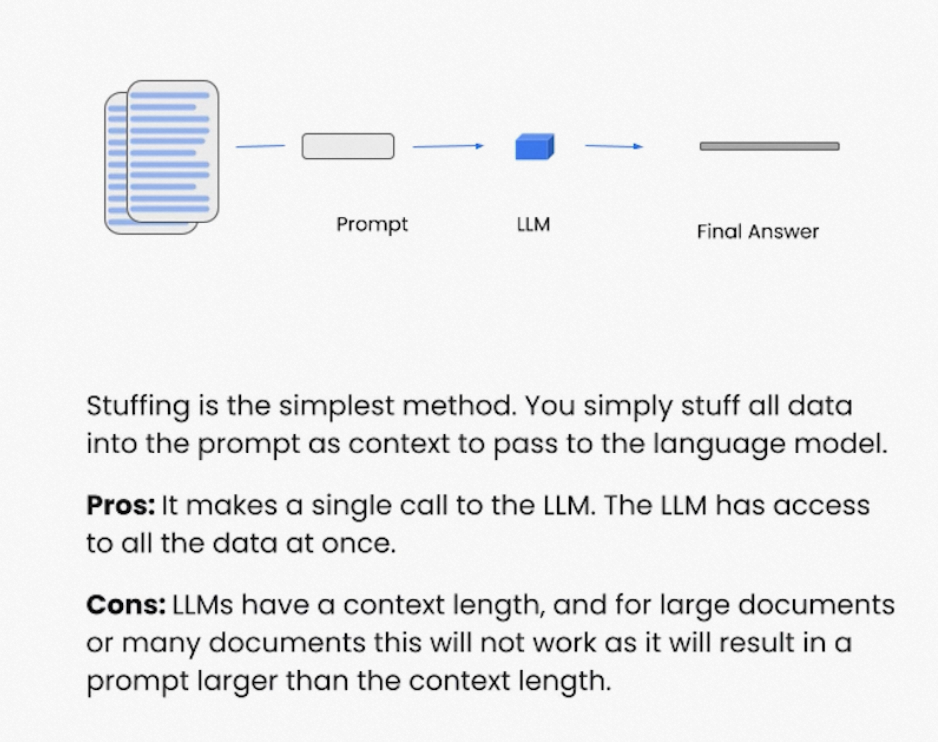 Prompt
LLM
Final Answer
Stuffing is the simplest method. You simply stuff all data
into the prompt as context to pass to the language model.
Pros: It makes a single call to the LLM. The LLM has access
to all the data at once.
Cons: LLMs have a context length, and for large documents
or many documents this will not work as it will result in a
prompt larger than the context length.